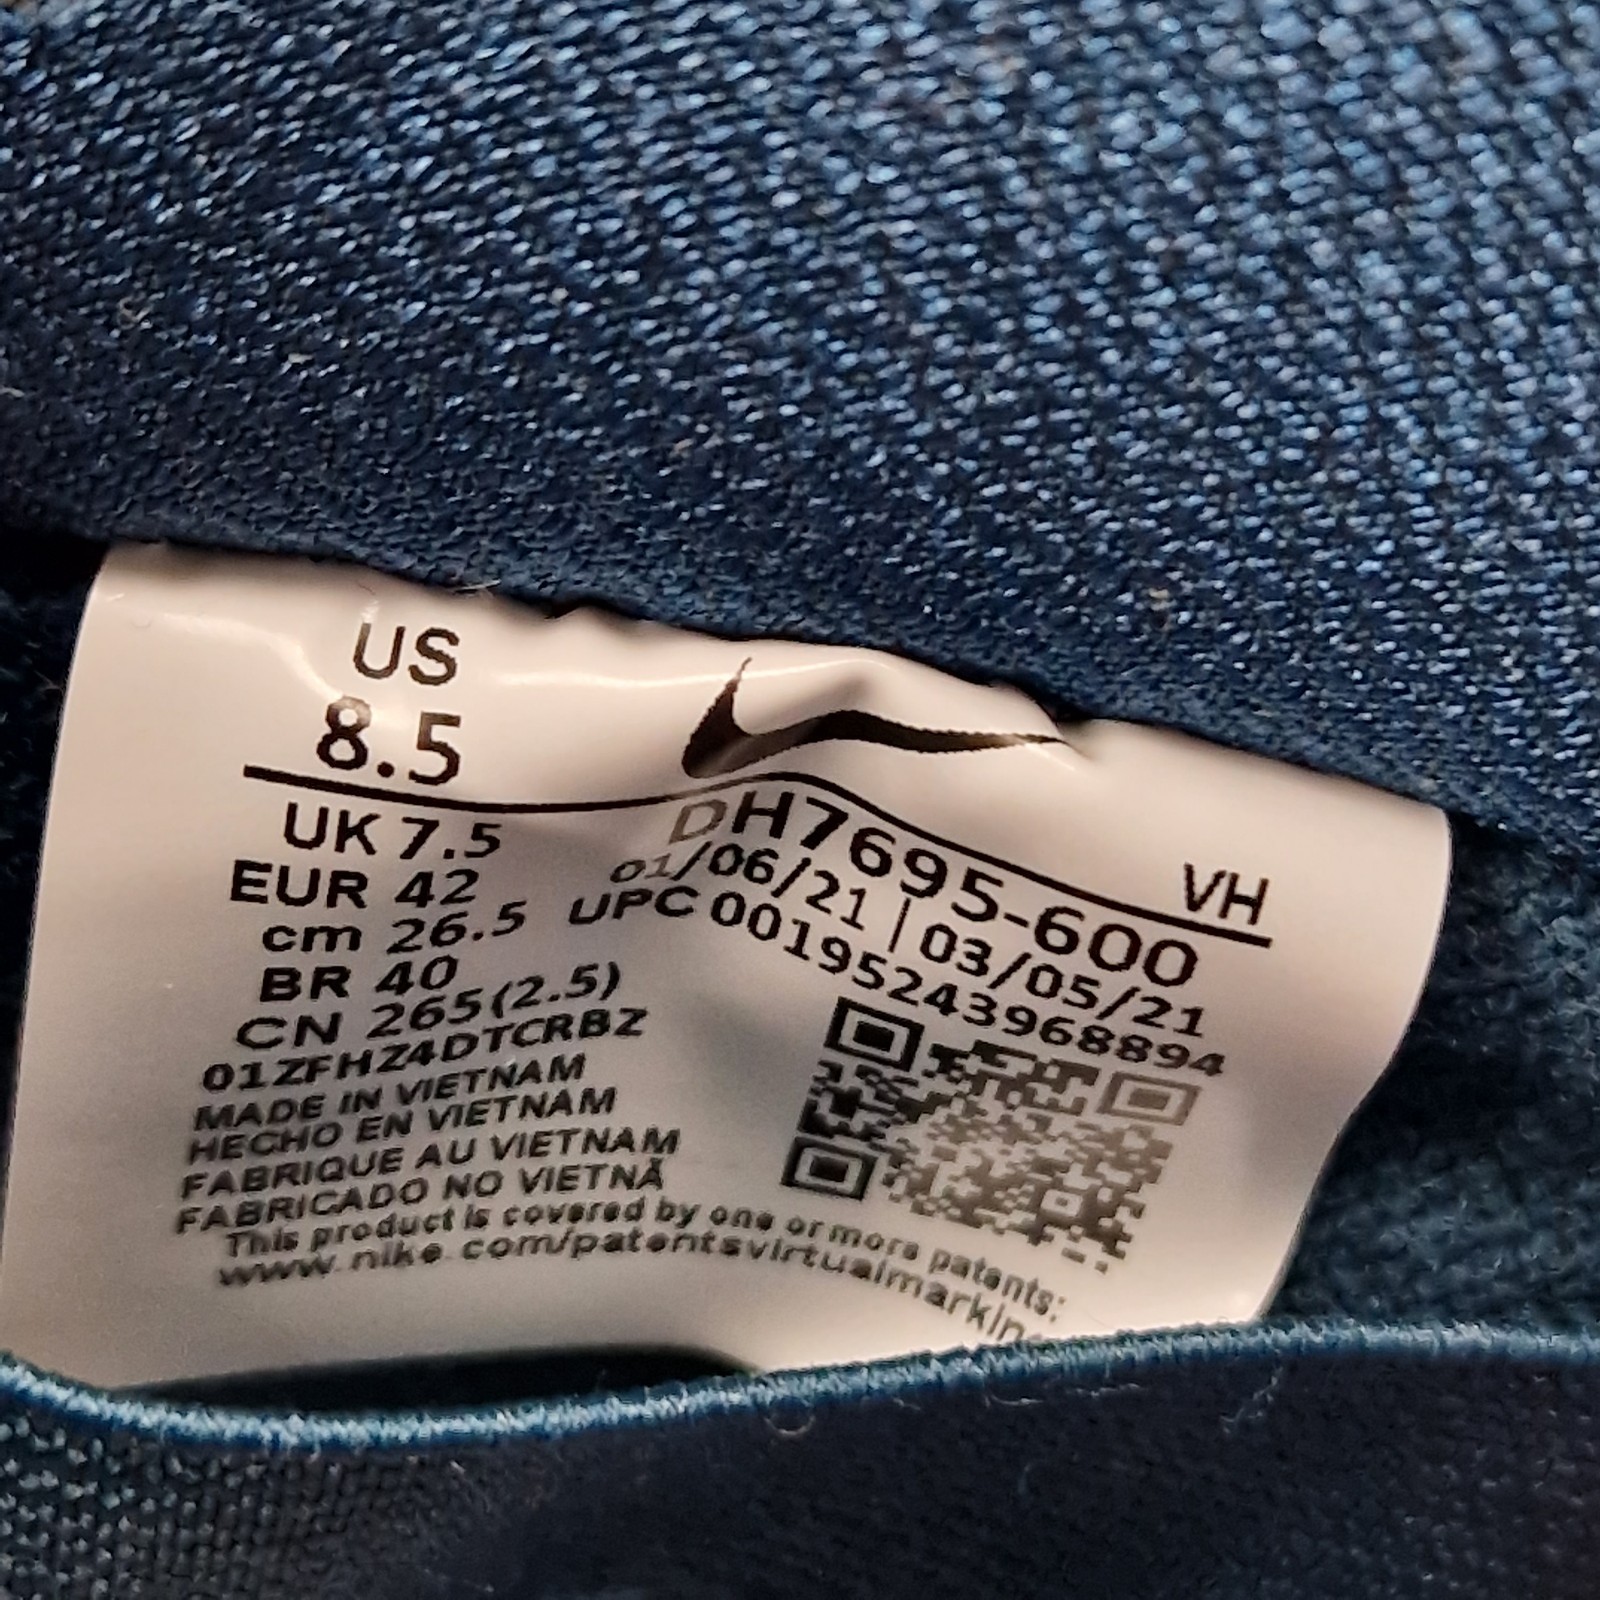 US
8.5
VH
UK 7.5
EUR 42
cm 26.5
BR 40
CN 265(2.5)
DH7695-600
01/06/21 | 03/05/21
UPC 00195243968894
01ZFHZ4DTCRBZ
MADE IN VIETNAM
HECHO EN VIETNAM
FABRIQUE AU VIETNAM
FABRICADO NO VIETNÃ
This product is covered by one or more patents:
www.nike.com/patentsvirtualmarkin